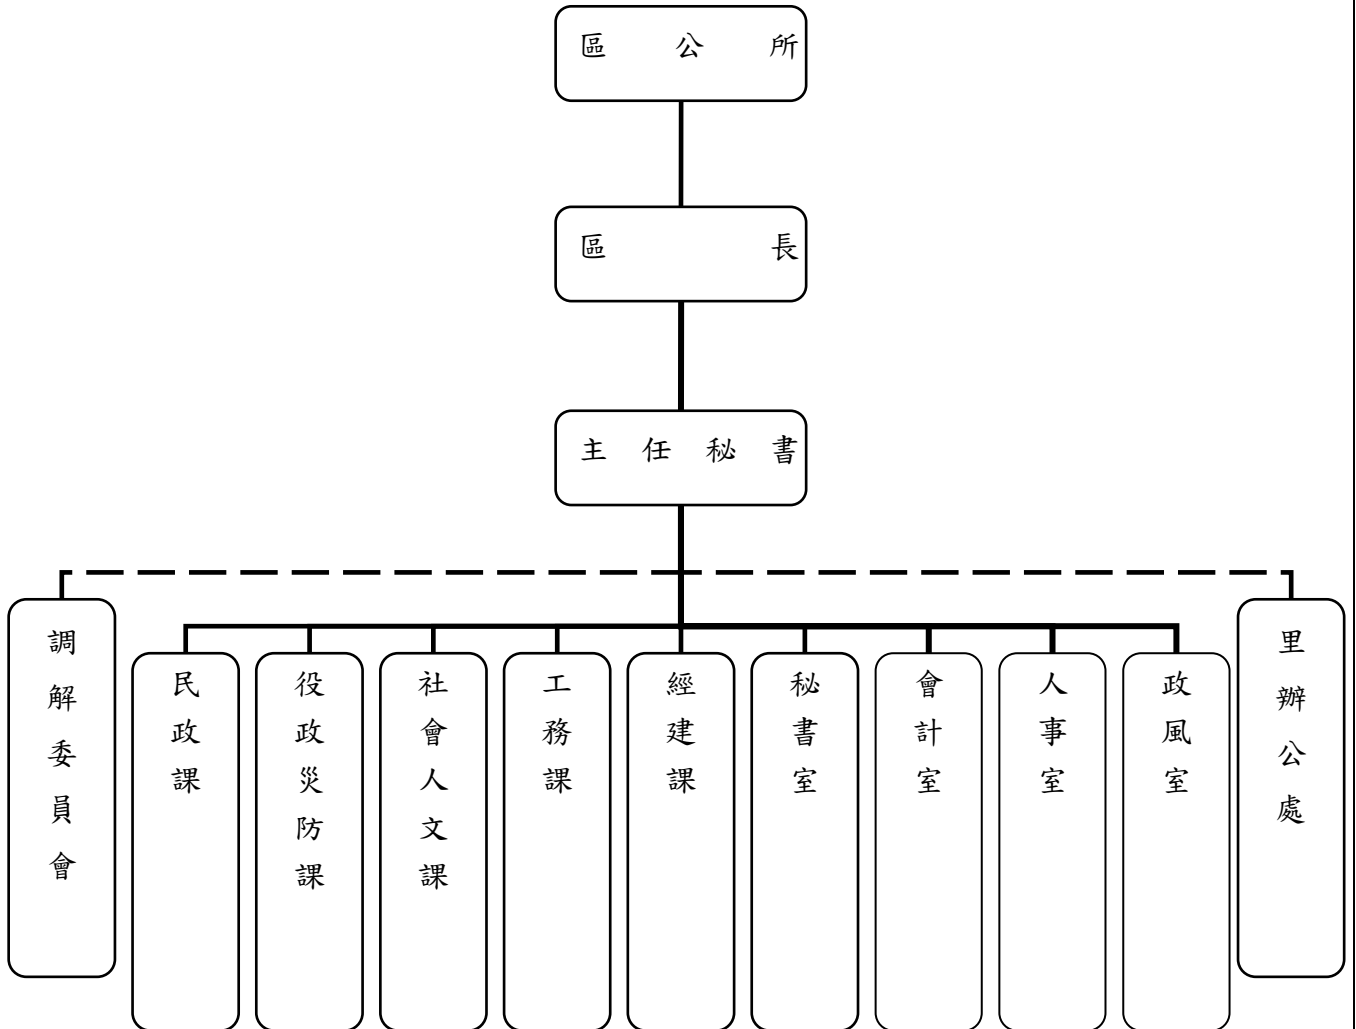 區公所
區長
主任秘書
調解委員會
民政課
役政災防課
社會人文課
工務課
經建課
秘書室
會計室
人事室
政風室
里辦公處